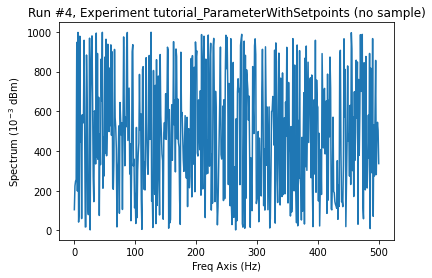 Run #4, Experiment tutorial_ParameterWithSetpoints (no sample)
1000
800
600
400
200
0
Spectrum (10⁻³ dBm)
0 100 200 300 400 500
Freq Axis (Hz)